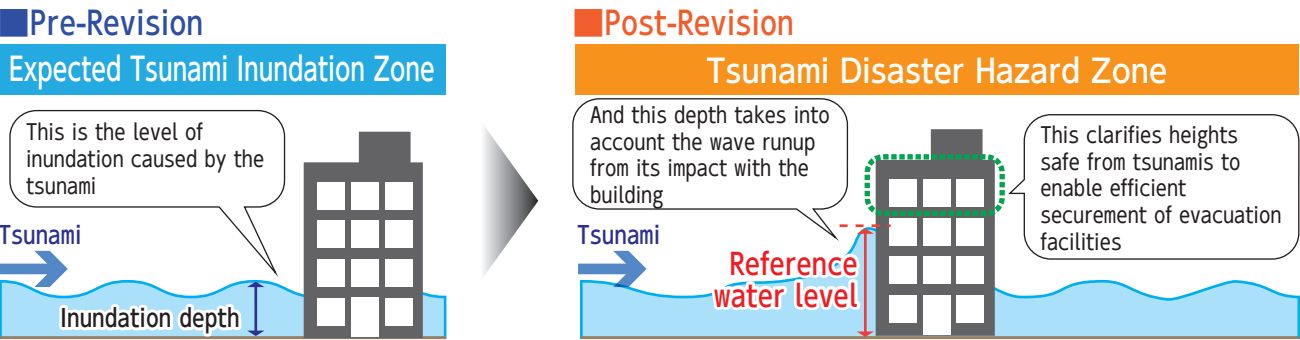 ■Pre-Revision
Expected Tsunami Inundation Zone
This is the level of
inundation caused by the
tsunami
Tsunami
Inundation depth
■Post-Revision
Tsunami Disaster Hazard Zone
And this depth takes into
account the wave runup
from its impact with the
building
This clarifies heights
safe from tsunamis to
enable efficient
securement of evacuation
facilities
Tsunami
Reference
water level